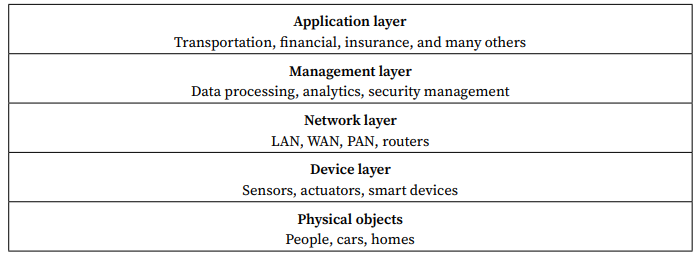 Application layer
Transportation, financial, insurance, and many others
Management layer
Data processing, analytics, security management
Network layer
LAN, WAN, PAN, routers
Device layer
Sensors, actuators, smart devices
Physical objects
People, cars, homes